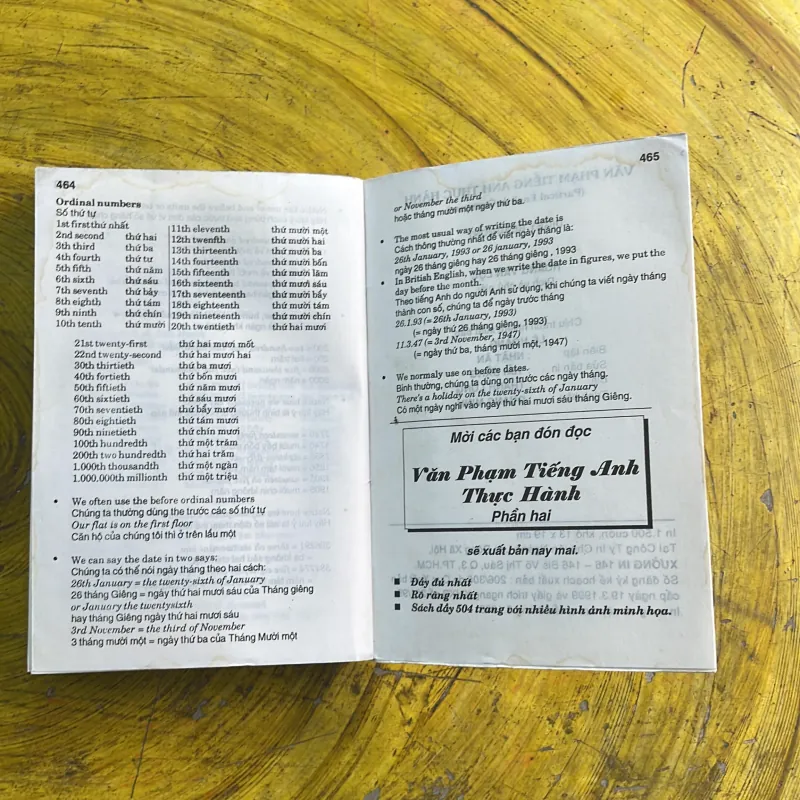 464
Ordinal numbers
Số thứ tự
1st first thứ nhất
2nd second thứ hai
3th third thứ ba
4th fourth thứ tư
5th fifth thứ năm
6th sixth thứ sáu
7th seventh thứ bảy
8th eighth thứ tám
9th ninth thứ chín
10th tenth thứ mười
11th eleventh thứ mười một
12th twenfth thứ mười hai
13th thirteenth thứ mười ba
14th fourteenth thứ mười bốn
15th fifteenth thứ mười lăm
16th sixteenth thứ mươi sáu
17th seventeenth thứ mười bẩy
18th eighteenth thứ mười tám
19th nineteenth thứ mười chín
20th twentieth thứ hai mươi
21st twenty-first thứ hai mươi mốt
22nd twenty-second thứ hai mươi hai
30th thirtieth thứ ba mươi
40th fortieth thứ bốn mươi
50th fiftieth thứ năm mươi
60th sixtieth thứ sáu mươi
70th seventieth thứ bẩy mươi
80th eightieth thứ tám mươi
90th ninetieth thứ chín mươi
100th hundredth thứ một trăm
200th two hundredth thứ hai trăm
1.000th thousandth thứ một ngàn
1.000.000th millionth thứ một triệu
• We often use the before ordinal numbers
Chúng ta thường dùng the trước các số thứ tự
Our flat is on the first floor
Căn hộ của chúng tôi thì ở trên lầu một
• We can say the date in two says:
Chúng ta có thể nói ngày tháng theo hai cách:
26th January = the twenty-sixth of January
26 tháng Giêng = ngày thứ hai mươi sáu của Tháng giêng
or January the twentysixth
hay tháng Giêng ngày thứ hai mươi sáu
3rd November = the third of November
3 tháng mười một = ngày thứ ba của Tháng Mười một
465
or November the third
hoặc tháng mười một ngày thứ ba.
• The most usual way of writing the date is
Cách thông thường nhất để viết ngày tháng là:
26th January, 1993 or 26 january, 1993
ngày 26 tháng giêng hay 26 tháng giêng , 1993
• In British English, when we write the date in figures, we put the
day before the month.
Theo tiếng Anh do người Anh sử dụng, khi chúng ta viết ngày tháng
thành con số, chúng ta để ngày trước tháng
26.1.93 (= 26th January, 1993)
(= ngày thứ 26 tháng giêng, 1993)
11.3.47 (= 3rd November, 1947)
(= ngày thứ ba, tháng mười một, 1947)
• We normaly use on before dates.
Bình thường, chúng ta dùng on trước các ngày tháng.
There's a holiday on the twenty-sixth of January
Có một ngày nghỉ vào ngày thứ hai mươi sáu tháng Giêng.
Mời các bạn đón đọc
Văn Phạm Tiếng Anh
Thực Hành
Phần hai
sẽ xuất bản nay mai.
■ Đầy đủ nhất
■ Rõ ràng nhất
■ Sách dầy 504 trang với nhiều hình ảnh minh họa.